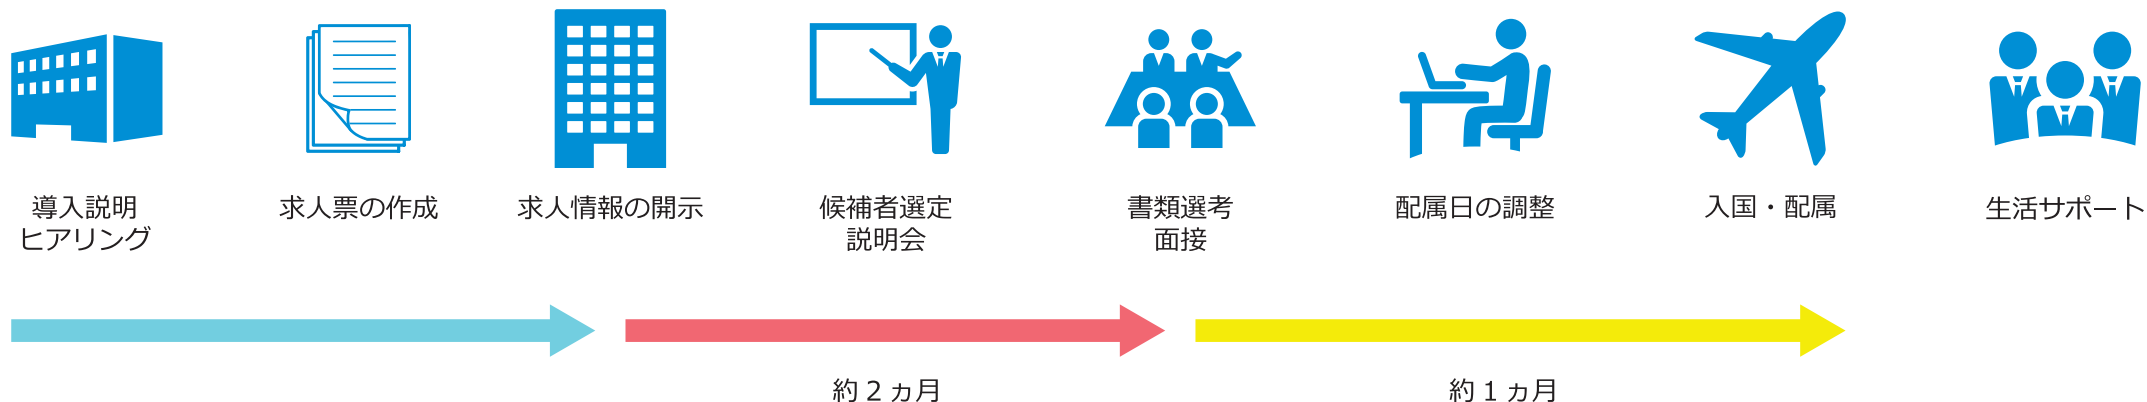 導入説明
ヒアリング
求人票の作成
求人情報の開示
候補者選定
説明会
書類選考
面接
配属日の調整
入国・配属
生活サポート
約 2 ヵ月
約 1 ヵ月